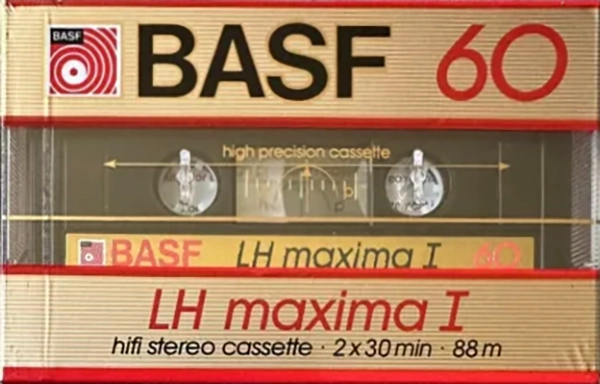 BASF
BASF 60
high precision cassette
BASF LH maxima I 60
LH maxima I
hifi stereo cassette · 2 x 30 min · 88 m